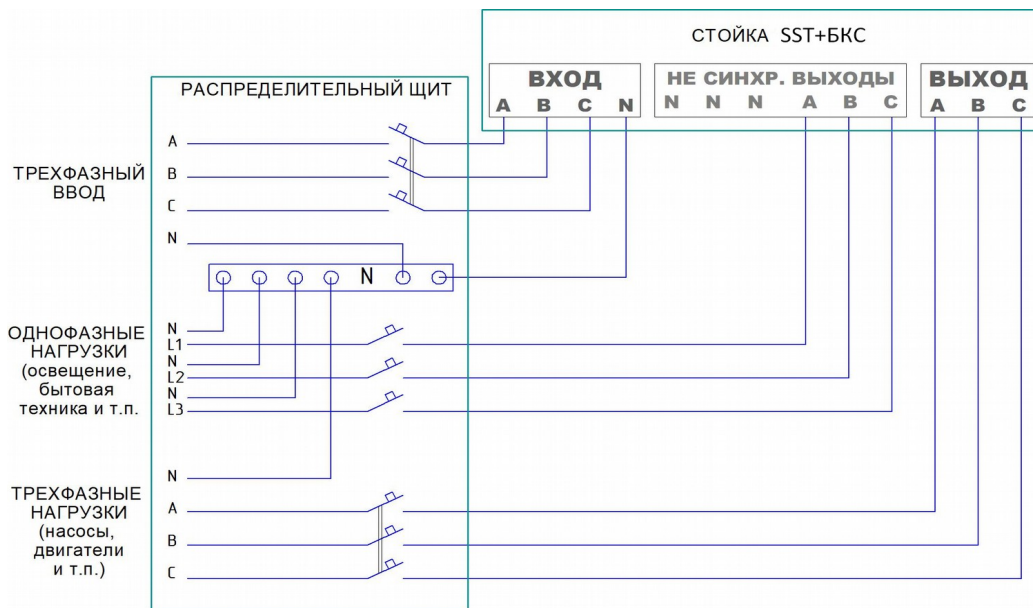 СТОЙКА SST+БКС
ВХОД
A B C N
НЕ СИНХР. ВЫХОДЫ
N N N A B C
ВЫХОД
A B C
РАСПРЕДЕЛИТЕЛЬНЫЙ ЩИТ
ТРЕХФАЗНЫЙ
ВВОД
A
B
C
N
N
ОДНОФАЗНЫЕ
НАГРУЗКИ
(освещение,
бытовая
техника и т.п.
N
L1
N
L2
N
L3
ТРЕХФАЗНЫЕ
НАГРУЗКИ
(насосы,
двигатели
и т.п.)
N
A
B
C